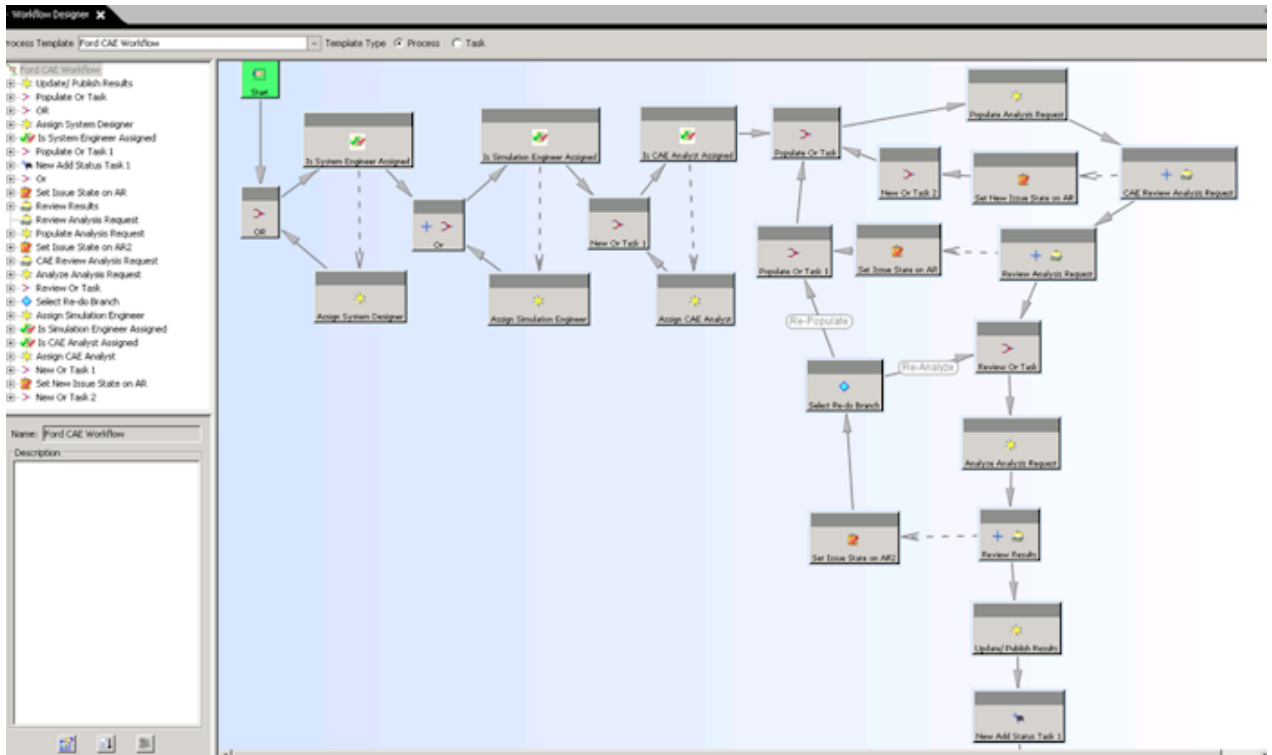 Workflow Designer
Process Template Ford CAE Workflow Template Type Process Task
Ford CAE Workflow
Update/ Publish Results
Populate Or Task
OR
Assign System Designer
Is System Engineer Assigned
Populate Or Task 1
New Add Status Task 1
Or
Set Issue State on AR
Review Results
Review Analysis Request
Populate Analysis Request
Set Issue State on AR2
CAE Review Analysis Request
Analyze Analysis Request
Review Or Task
Select Re-do Branch
Assign Simulation Engineer
Is Simulation Engineer Assigned
Is CAE Analyst Assigned
Assign CAE Analyst
New Or Task 1
Set New Issue State on AR
New Or Task 2
Name: Ford CAE Workflow
Description
Start
Populate Analysis Request
Is System Engineer Assigned
Is Simulation Engineer Assigned
Is CAE Analyst Assigned
Populate Or Task
New Or Task 2
Set New Issue State on AR
CAE Review Analysis Request
OR
Or
New Or Task 1
Populate Or Task 1
Set Issue State on AR
Review Analysis Request
Assign System Designer
Assign Simulation Engineer
Assign CAE Analyst
Re-Populate
Re-Analyze
Review Or Task
Select Re-do Branch
Analyze Analysis Request
Set Issue State on AR2
Review Results
Update/ Publish Results
New Add Status Task 1